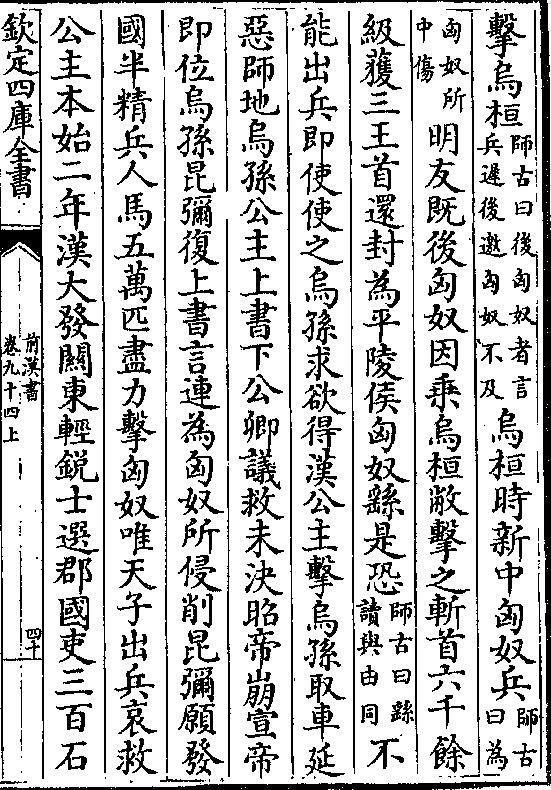 擊烏桓師古曰後匈奴者言兵遲後邀匈奴不及烏桓時新中匈奴兵師古曰為
匈奴所中傷明友既後匈奴因乗烏桓敝擊之斬首六千餘
級獲三王首還封為平陵侯匈奴繇是恐師古曰繇讀與由同不
能出兵即使使之烏孫求欲得漢公主擊烏孫取車延
惡師地烏孫公主上書下公卿議救未決昭帝崩宣帝
即位烏孫昆彌復上書言連為匈奴所侵削昆彌願發
國半精兵人馬五萬匹盡力擊匈奴唯天子出兵哀救
公主本始二年漢大發關東輕銳士選郡國吏三百石
欽定四庫全書
前漢書
卷九十四上
四十